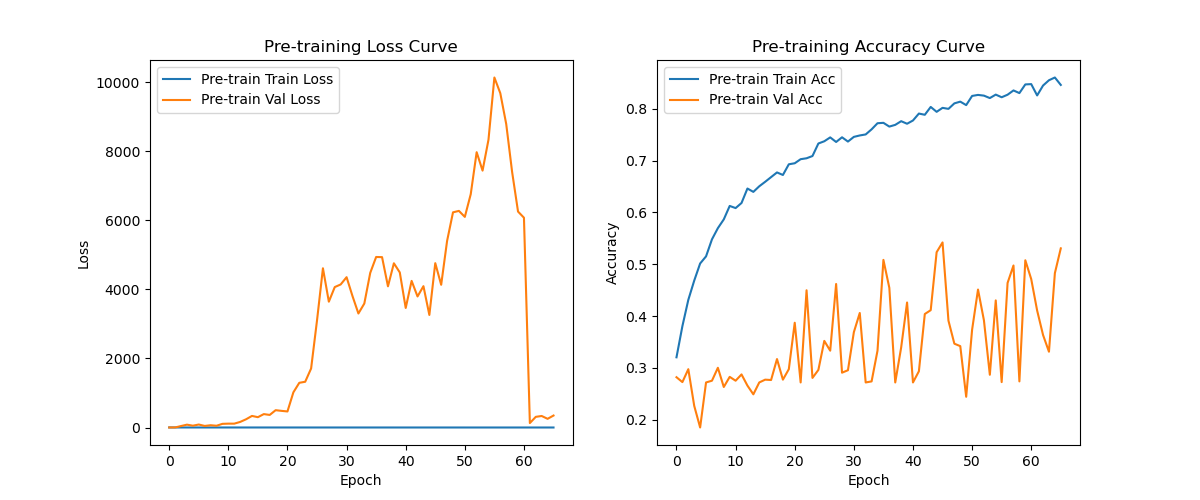 Pre-training Loss Curve
Pre-train Train Loss
Pre-train Val Loss
10000
8000
6000
4000
2000
0
Loss
0 10 20 30 40 50 60
Epoch
Pre-training Accuracy Curve
Pre-train Train Acc
Pre-train Val Acc
0.8
0.7
0.6
0.5
0.4
0.3
0.2
Accuracy
0 10 20 30 40 50 60
Epoch